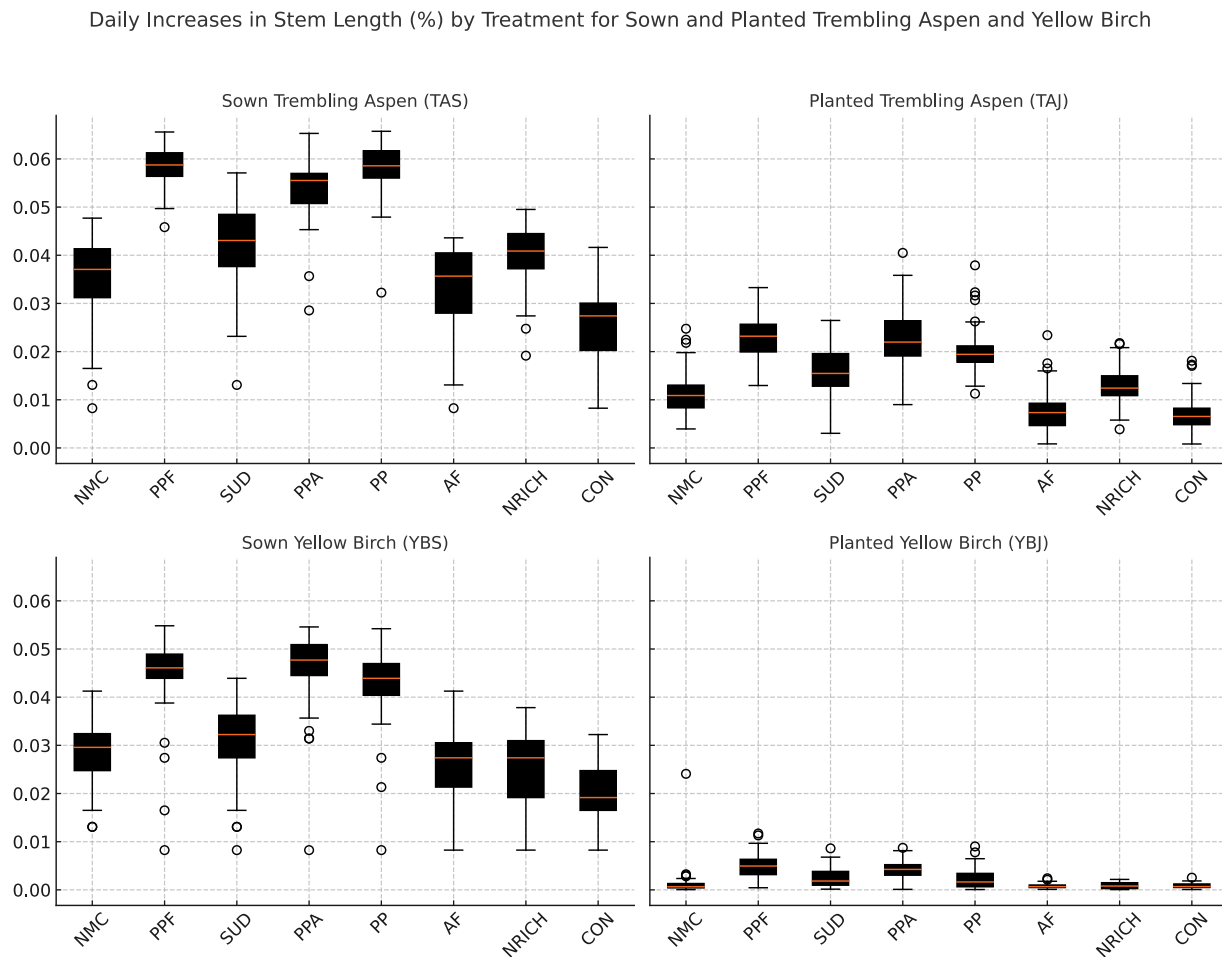 Daily Increases in Stem Length (%) by Treatment for Sown and Planted Trembling Aspen and Yellow Birch
Sown Trembling Aspen (TAS)
0.06
0.05
0.04
0.03
0.02
0.01
0.00
NMC
PPF
SUD
PPA
PP
AF
NRICH
CON
Planted Trembling Aspen (TAJ)
NMC
PPF
SUD
PPA
PP
AF
NRICH
CON
Sown Yellow Birch (YBS)
0.06
0.05
0.04
0.03
0.02
0.01
0.00
NMC
PPF
SUD
PPA
PP
AF
NRICH
CON
Planted Yellow Birch (YBJ)
NMC
PPF
SUD
PPA
PP
AF
NRICH
CON